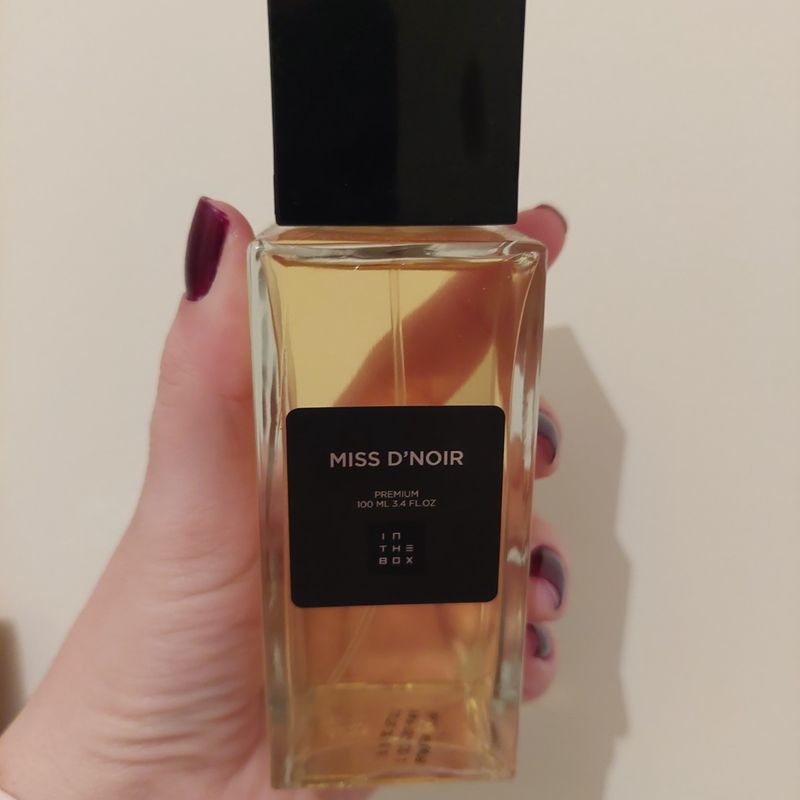 MISS D'NOIR
PREMIUM
100 ML 3.4 FL.OZ
IN
THE
BOX